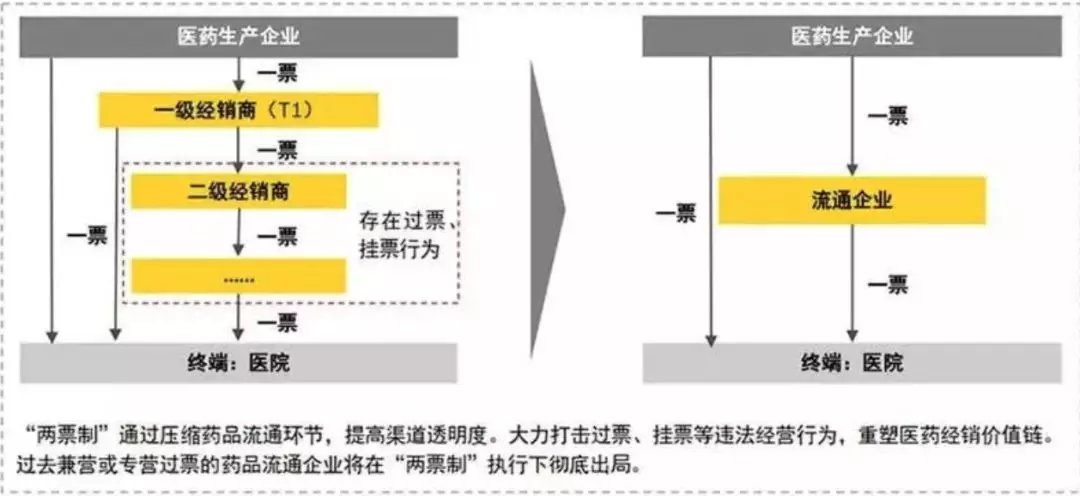 医药生产企业
一票
一级经销商（T1）
一票
二级经销商
一票
一票
……
存在过票、
挂票行为
一票
终端：医院
医药生产企业
一票
流通企业
一票
一票
终端：医院
“两票制”通过压缩药品流通环节，提高渠道透明度。大力打击过票、挂票等违法经营行为，重塑医药经销价值链。
过去兼营或专营过票的药品流通企业将在“两票制”执行下彻底出局。